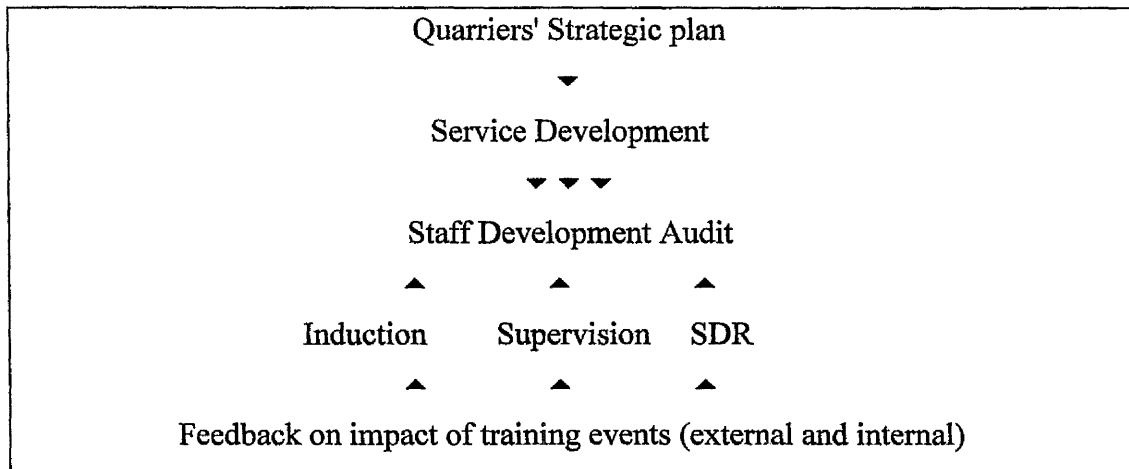 Quarriers' Strategic plan
Service Development
Staff Development Audit
Induction Supervision SDR
Feedback on impact of training events (external and internal)